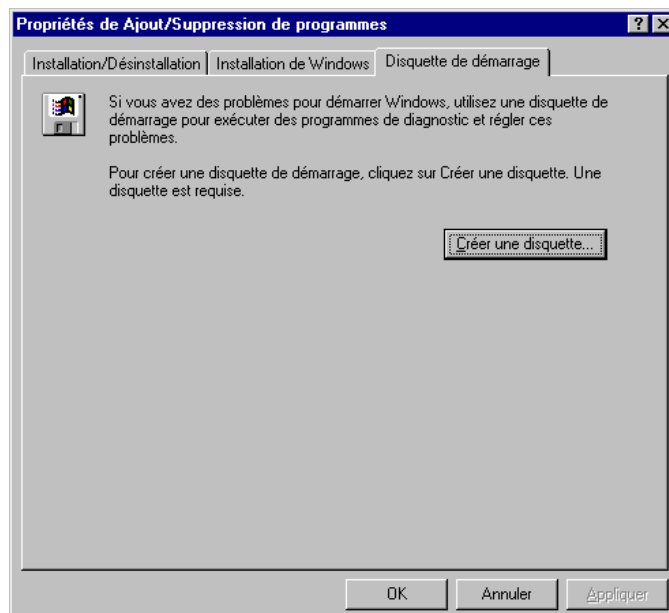 Propriétés de Ajout/Suppression de programmes
Installation/Désinstallation Installation de Windows Disquette de démarrage
Si vous avez des problèmes pour démarrer Windows, utilisez une disquette de
démarrage pour exécuter des programmes de diagnostic et régler ces
problèmes.
Pour créer une disquette de démarrage, cliquez sur Créer une disquette. Une
disquette est requise.
Créer une disquette...
OK Annuler Appliquer